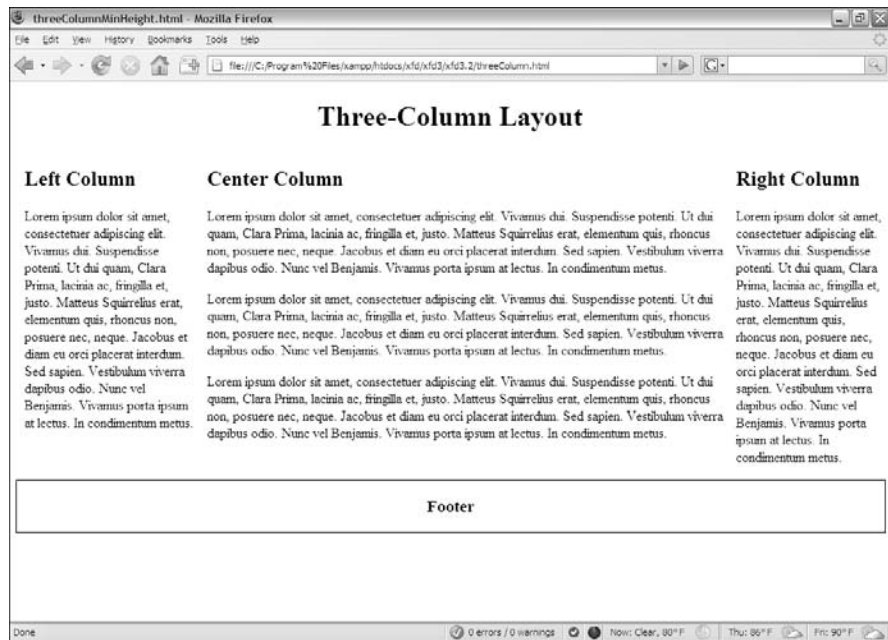 threeColumnMinHeight.html - Mozilla Firefox
File Edit View History Bookmarks Tools Help
file:///C:/Program%20Files/xampp/htdocs/xfd/xfd3/xfd3.2/threeColumn.html
Three-Column Layout
Left Column
Lorem ipsum dolor sit amet,
consectetuer adipiscing elit.
Vivamus dui. Suspendisse
potenti. Ut dui quam, Clara
Prima, lacinia ac, fringilla et,
justo. Matteus Squirrelius erat,
elementum quis, rhoncus non,
posuere nec, neque. Jacobus et
diam eu orci placerat interdum.
Sed sapien. Vestibulum viverra
dapibus odio. Nunc vel
Benjamis. Vivamus porta ipsum
at lectus. In condimentum metus.
Center Column
Lorem ipsum dolor sit amet, consectetuer adipiscing elit. Vivamus dui. Suspendisse potenti. Ut dui
quam, Clara Prima, lacinia ac, fringilla et, justo. Matteus Squirrelius erat, elementum quis, rhoncus
non, posuere nec, neque. Jacobus et diam eu orci placerat interdum. Sed sapien. Vestibulum viverra
dapibus odio. Nunc vel Benjamis. Vivamus porta ipsum at lectus. In condimentum metus.
Lorem ipsum dolor sit amet, consectetuer adipiscing elit. Vivamus dui. Suspendisse potenti. Ut dui
quam, Clara Prima, lacinia ac, fringilla et, justo. Matteus Squirrelius erat, elementum quis, rhoncus
non, posuere nec, neque. Jacobus et diam eu orci placerat interdum. Sed sapien. Vestibulum viverra
dapibus odio. Nunc vel Benjamis. Vivamus porta ipsum at lectus. In condimentum metus.
Lorem ipsum dolor sit amet, consectetuer adipiscing elit. Vivamus dui. Suspendisse potenti. Ut dui
quam, Clara Prima, lacinia ac, fringilla et, justo. Matteus Squirrelius erat, elementum quis, rhoncus
non, posuere nec, neque. Jacobus et diam eu orci placerat interdum. Sed sapien. Vestibulum viverra
dapibus odio. Nunc vel Benjamis. Vivamus porta ipsum at lectus. In condimentum metus.
Right Column
Lorem ipsum dolor sit amet,
consectetuer adipiscing elit.
Vivamus dui. Suspendisse
potenti. Ut dui quam, Clara
Prima, lacinia ac, fringilla et,
justo. Matteus Squirrelius
erat, elementum quis,
rhoncus non, posuere nec,
neque. Jacobus et diam eu
orci placerat interdum. Sed
sapien. Vestibulum viverra
dapibus odio. Nunc vel
Benjamis. Vivamus porta
ipsum at lectus. In
condimentum metus.
Footer
Done 0 errors / 0 warnings Now: Clear, 80°F Thu: 86°F Fri: 90°F